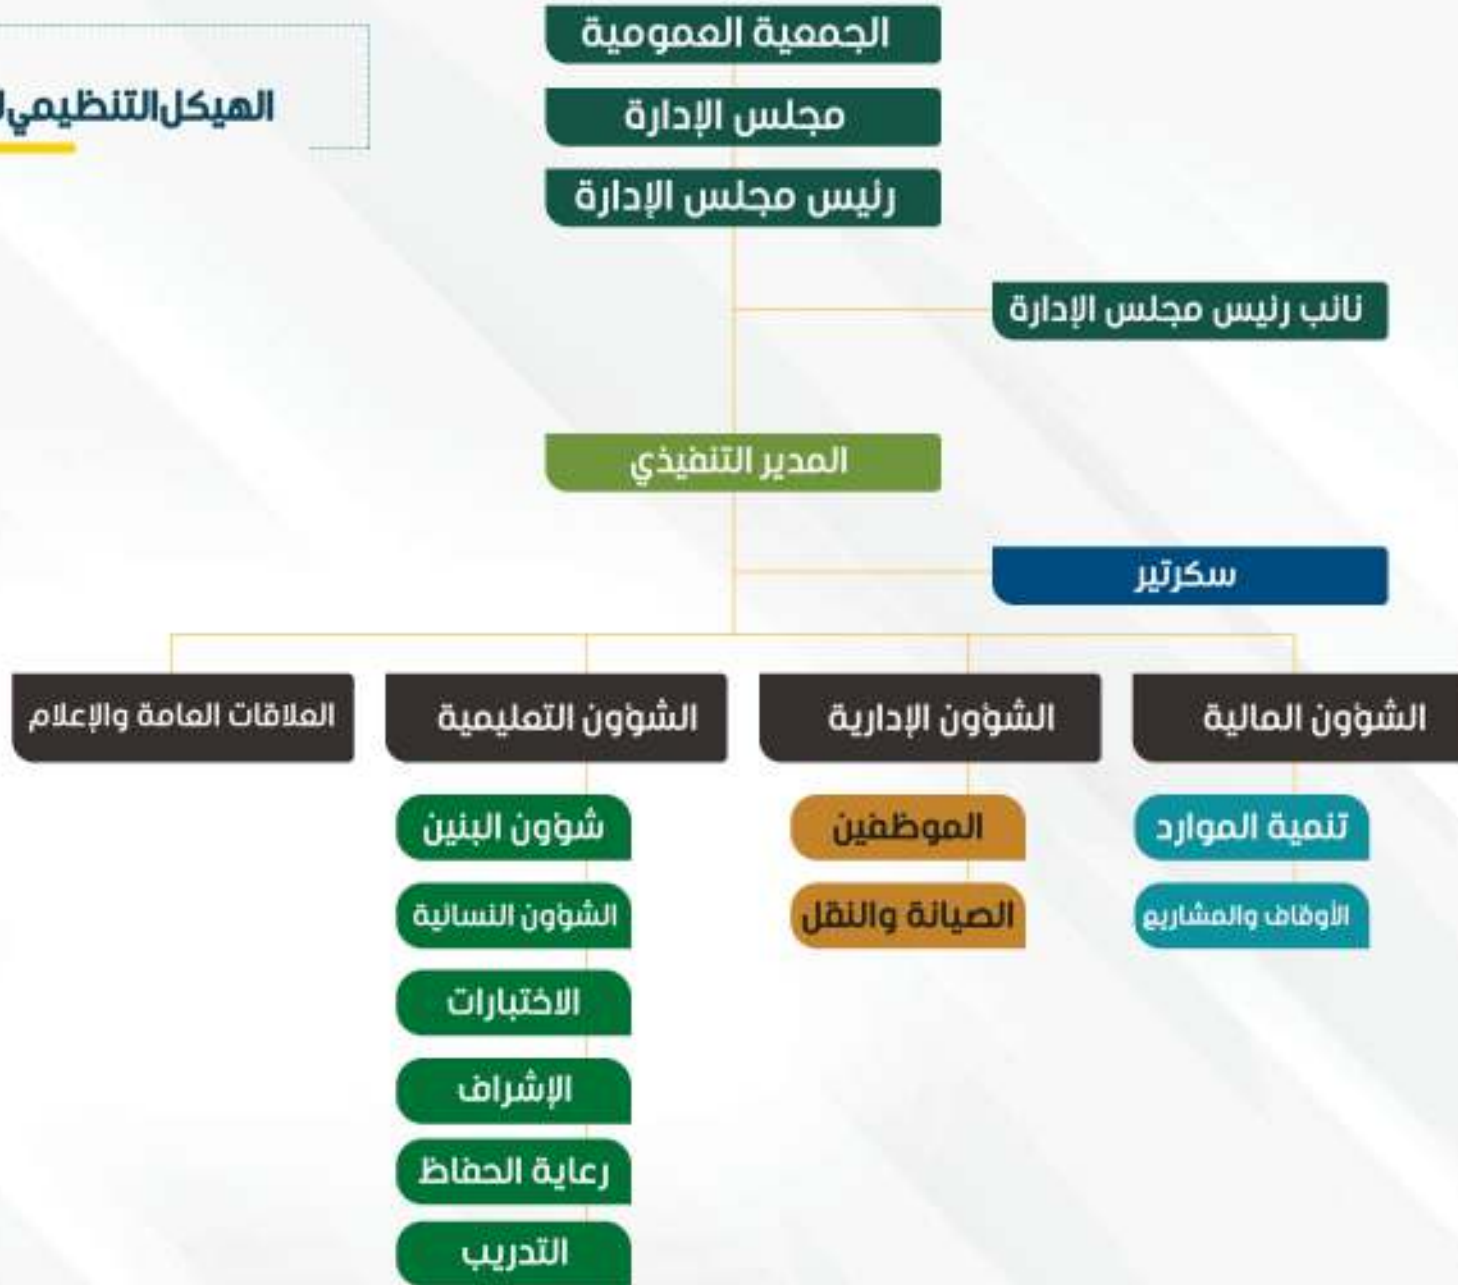 الهيكل التنظيمي
الجمعية العمومية
مجلس الإدارة
رئيس مجلس الإدارة
نائب رئيس مجلس الإدارة
المدير التنفيذي
سكرتير
الشؤون المالية
تنمية الموارد
الأوقاف والمشاريع
الشؤون الإدارية
الموظفين
الصيانة والنقل
الشؤون التعليمية
شؤون البنين
الشؤون النسائية
الاختبارات
الإشراف
رعاية الحفاظ
التدريب
العلاقات العامة والإعلام